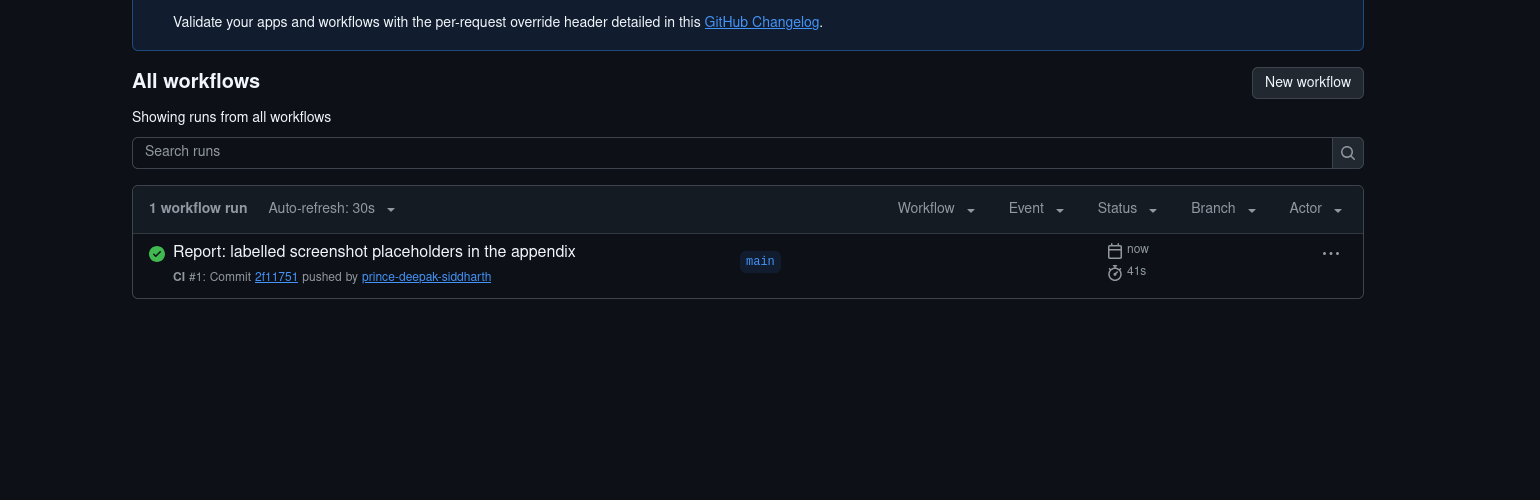 Validate your apps and workflows with the per-request override header detailed in this GitHub Changelog.
All workflows
New workflow
Showing runs from all workflows
Search runs
1 workflow run Auto-refresh: 30s Workflow Event Status Branch Actor
Report: labelled screenshot placeholders in the appendix
main
now
CI #1: Commit 2f11751 pushed by prince-deepak-siddharth
41s